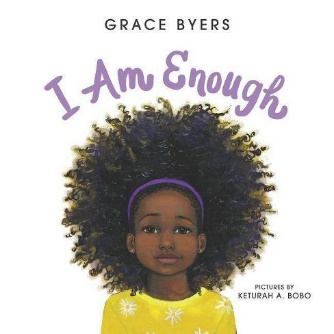 GRACE BYERS
I Am Enough
PICTURES BY
KETURAH A. BOBO